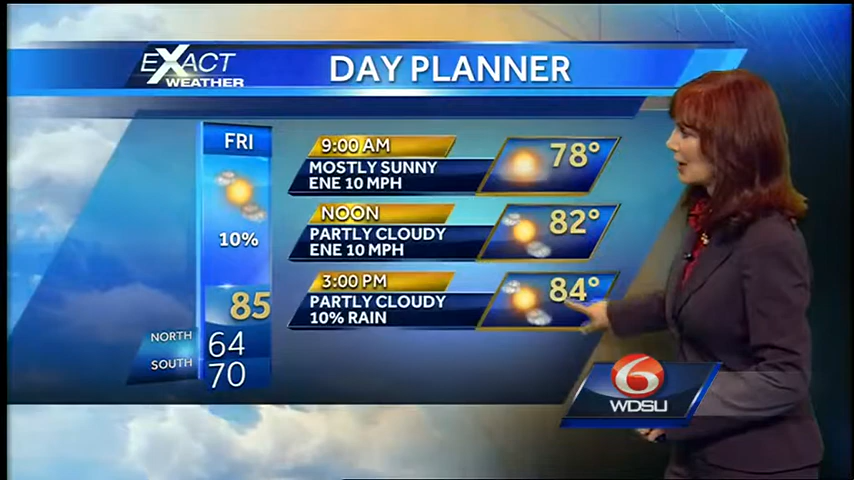 EXACT
WEATHER
DAY PLANNER
FRI
10%
85
NORTH
64
SOUTH
70
9:00 AM
78°
MOSTLY SUNNY
ENE 10 MPH
NOON
82°
PARTLY CLOUDY
ENE 10 MPH
3:00 PM
84°
PARTLY CLOUDY
10% RAIN
6
WDSU